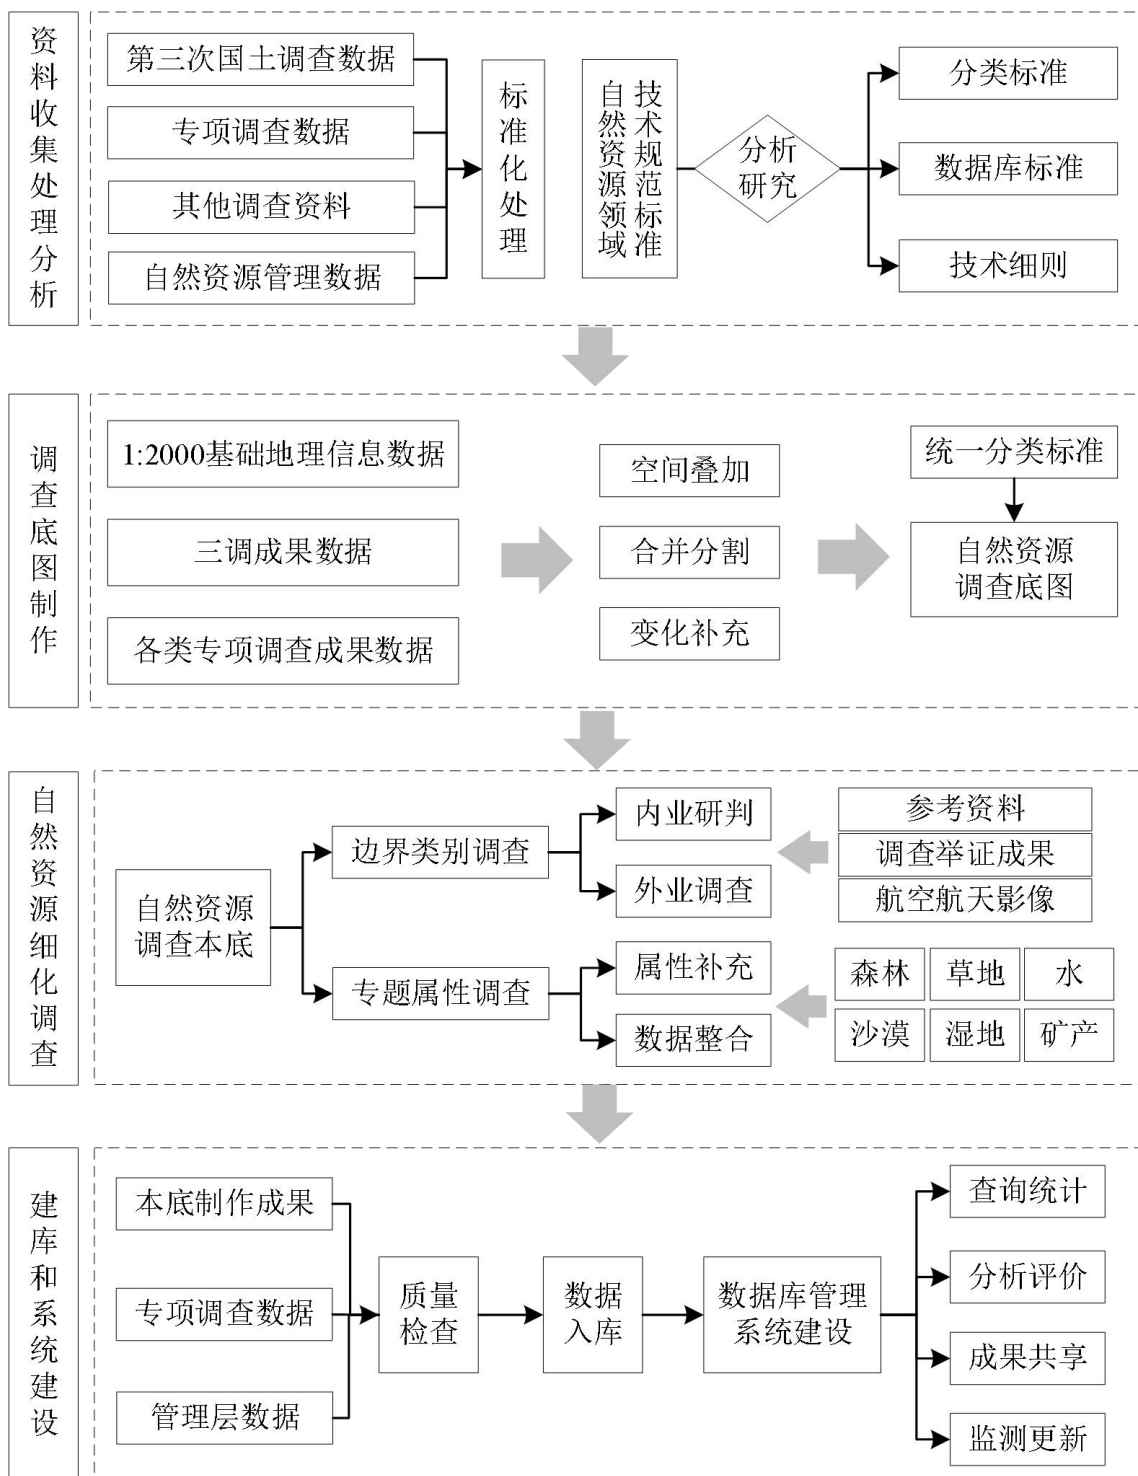 资料收集处理分析
第三次国土调查数据
专项调查数据
其他调查资料
自然资源管理数据
标准化处理
自然资源领域
技术规范标准
分析
研究
分类标准
数据库标准
技术细则
调查底图制作
1:2000基础地理信息数据
三调成果数据
各类专项调查成果数据
空间叠加
合并分割
变化补充
统一分类标准
自然资源
调查底图
自然资源细化调查
自然资源
调查本底
边界类别调查
专题属性调查
内业研判
外业调查
属性补充
数据整合
参考资料
调查举证成果
航空航天影像
森林
草地
水
沙漠
湿地
矿产
建库和系统建设
本底制作成果
专项调查数据
管理层数据
质量
检查
数据
入库
数据库管理
系统建设
查询统计
分析评价
成果共享
监测更新